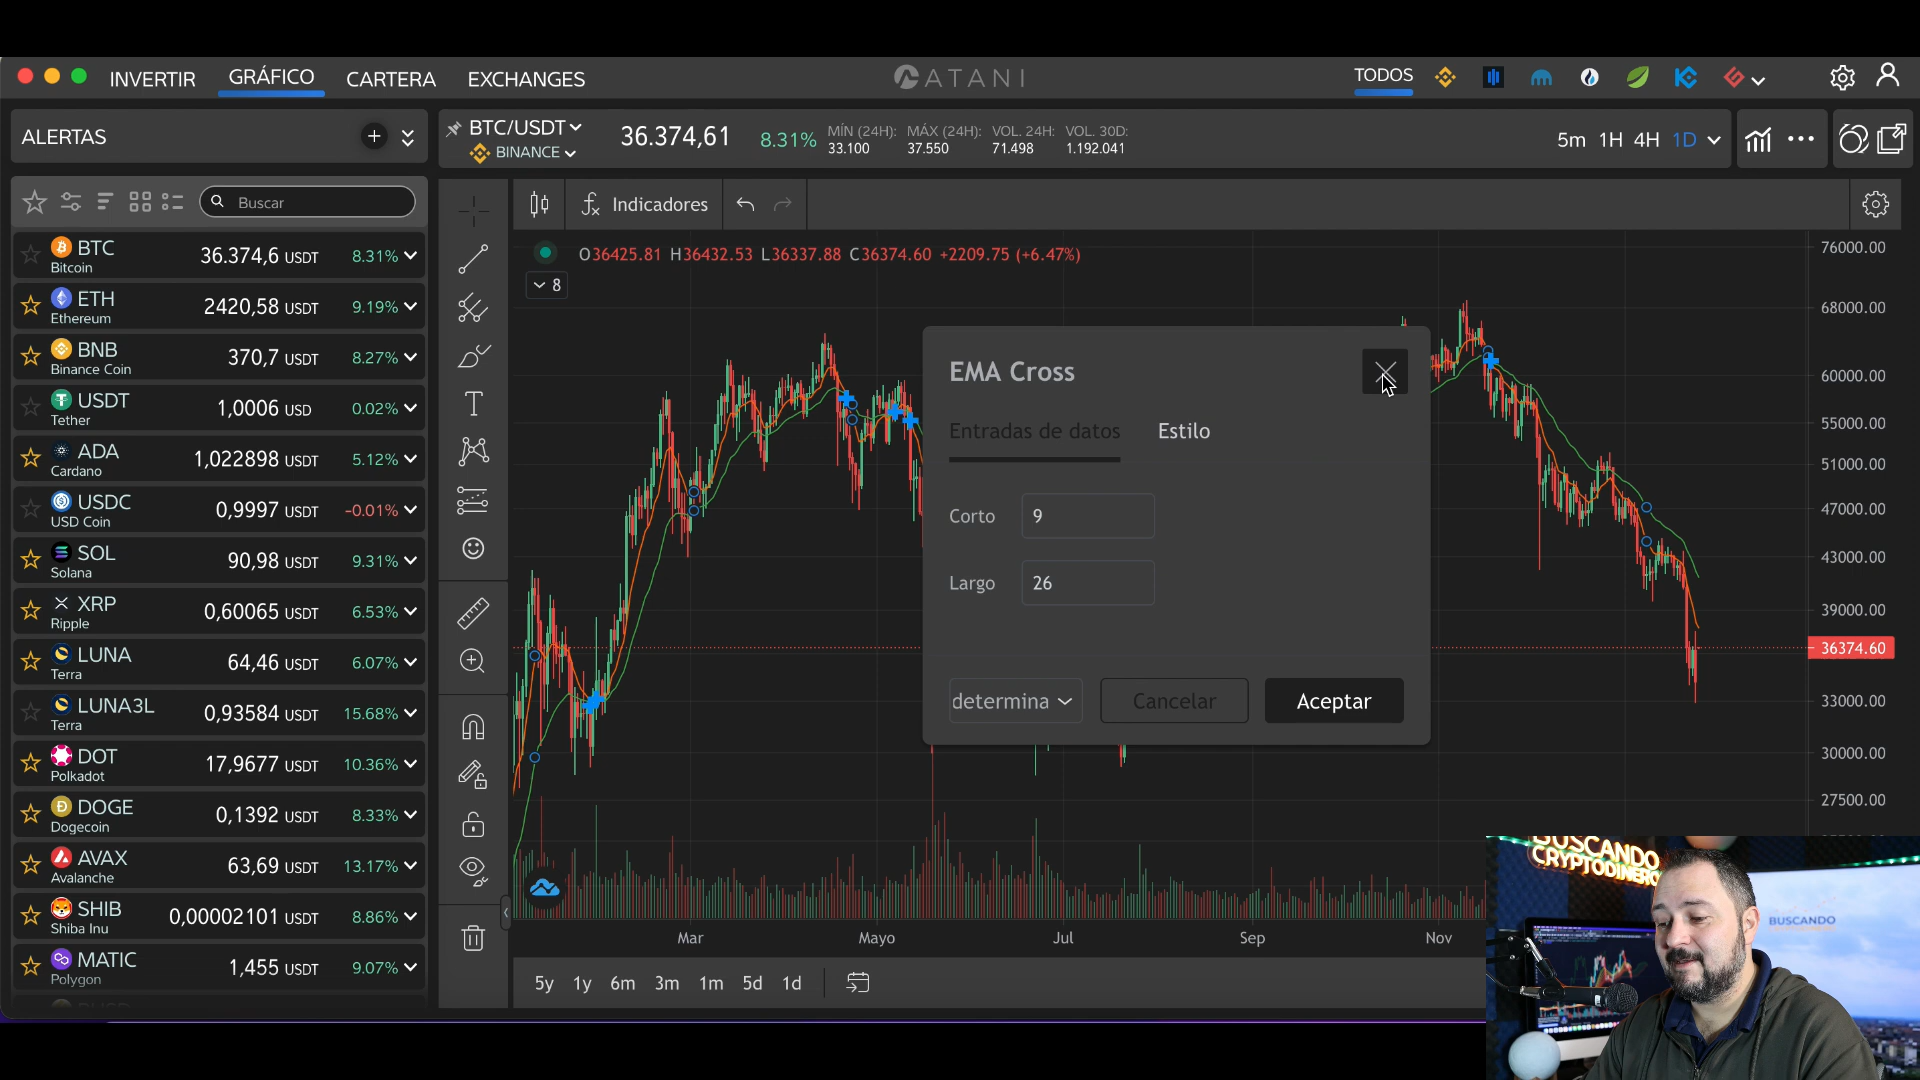 INVERTIR GRÁFICO CARTERA EXCHANGES
ATANI
TODOS
ALERTAS
BTC/USDT
BINANCE
36.374,61
8.31%
MÍN (24H): 33.100
MÁX (24H): 37.550
VOL. 24H: 71.498
VOL. 30D: 1.192.041
5m 1H 4H 1D
Buscar
Indicadores
BTC 36.374,6 USDT 8.31%
Bitcoin
ETH 2420,58 USDT 9.19%
Ethereum
BNB 370,7 USDT 8.27%
Binance Coin
USDT 1,0006 USD 0.02%
Tether
ADA 1,022898 USDT 5.12%
Cardano
USDC 0,9997 USDT -0.01%
USD Coin
SOL 90,98 USDT 9.31%
Solana
XRP 0,60065 USDT 6.53%
Ripple
LUNA 64,46 USDT 6.07%
Terra
LUNA3L 0,93584 USDT 15.68%
Terra
DOT 17,9677 USDT 10.36%
Polkadot
DOGE 0,1392 USDT 8.33%
Dogecoin
AVAX 63,69 USDT 13.17%
Avalanche
SHIB 0,00002101 USDT 8.86%
Shiba Inu
MATIC 1,455 USDT 9.07%
Polygon
O36425.81 H36432.53 L36337.88 C36374.60 +2209.75 (+6.47%)
8
EMA Cross
Entradas de datos Estilo
Corto 9
Largo 26
determina Cancelar Aceptar
76000.00
68000.00
60000.00
55000.00
51000.00
47000.00
43000.00
39000.00
36374.60
33000.00
30000.00
27500.00
Mar Mayo Jul Sep Nov
5y 1y 6m 3m 1m 5d 1d
BUSCANDO
CRYPTODINERO
BUSCANDO